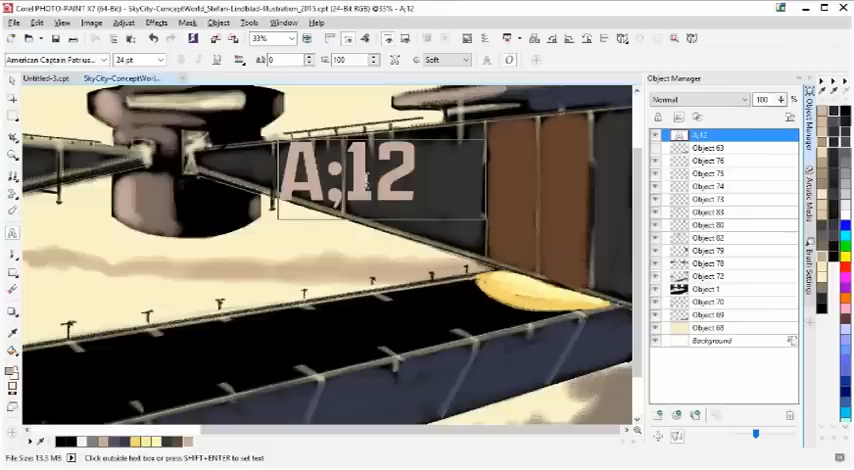 Corel PHOTO-PAINT X7 (64-Bit) - SkyCity-ConceptWorld_Stefan-Lindblad-Illustration_2015.cpt (24-Bit RGB) @33% - A;12
File Edit View Image Adjust Effects Mask Object Tools Window Help
33%
American Captain Patrius... 24 pt 0 100 Soft
Untitled-3.cpt SkyCity-ConceptWorl...
A;12
Object Manager
Normal 100 %
A;12
Object 63
Object 76
Object 75
Object 74
Object 73
Object 83
Object 80
Object 82
Object 79
Object 78
Object 72
Object 1
Object 70
Object 69
Object 68
Background
Object Manager
Artistic Media
Brush Settings
File Size: 13.3 MB Click outside text or press SHIFT+ENTER to set text